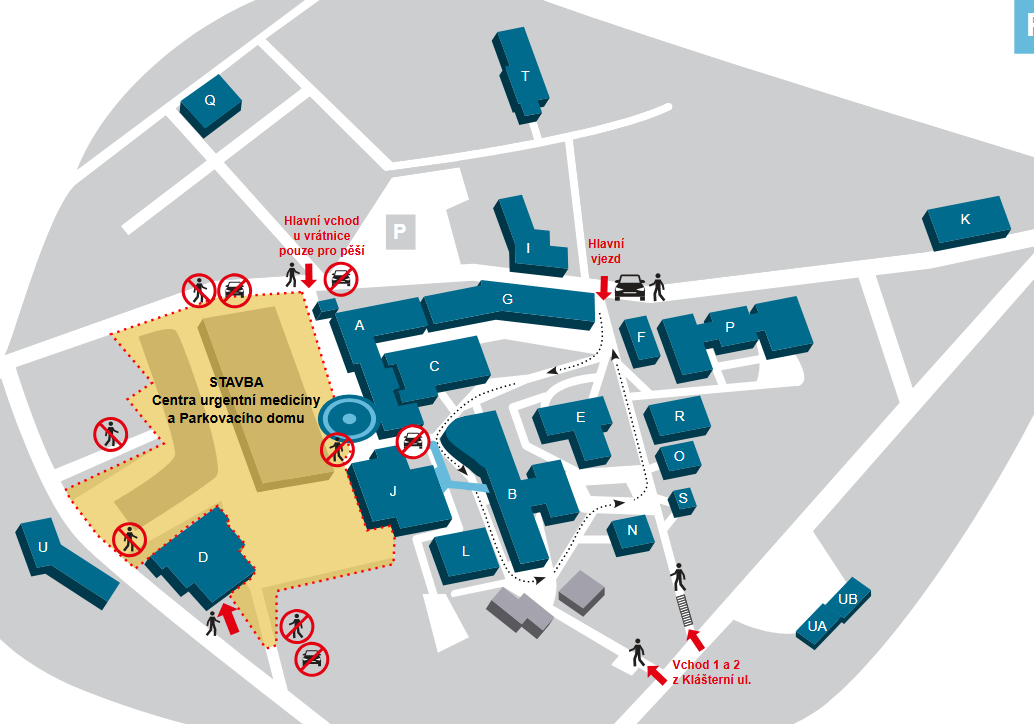 P
T
Q
K
Hlavní vchod
u vrátnice
pouze pro pěší
P
I
Hlavní
vjezd
G
A
F
P
C
STAVBA
Centra urgentní medicíny
a Parkovacího domu
E
R
O
J
B
S
N
U
D
L
UB
UA
Vchod 1 a 2
z Klášterní ul.